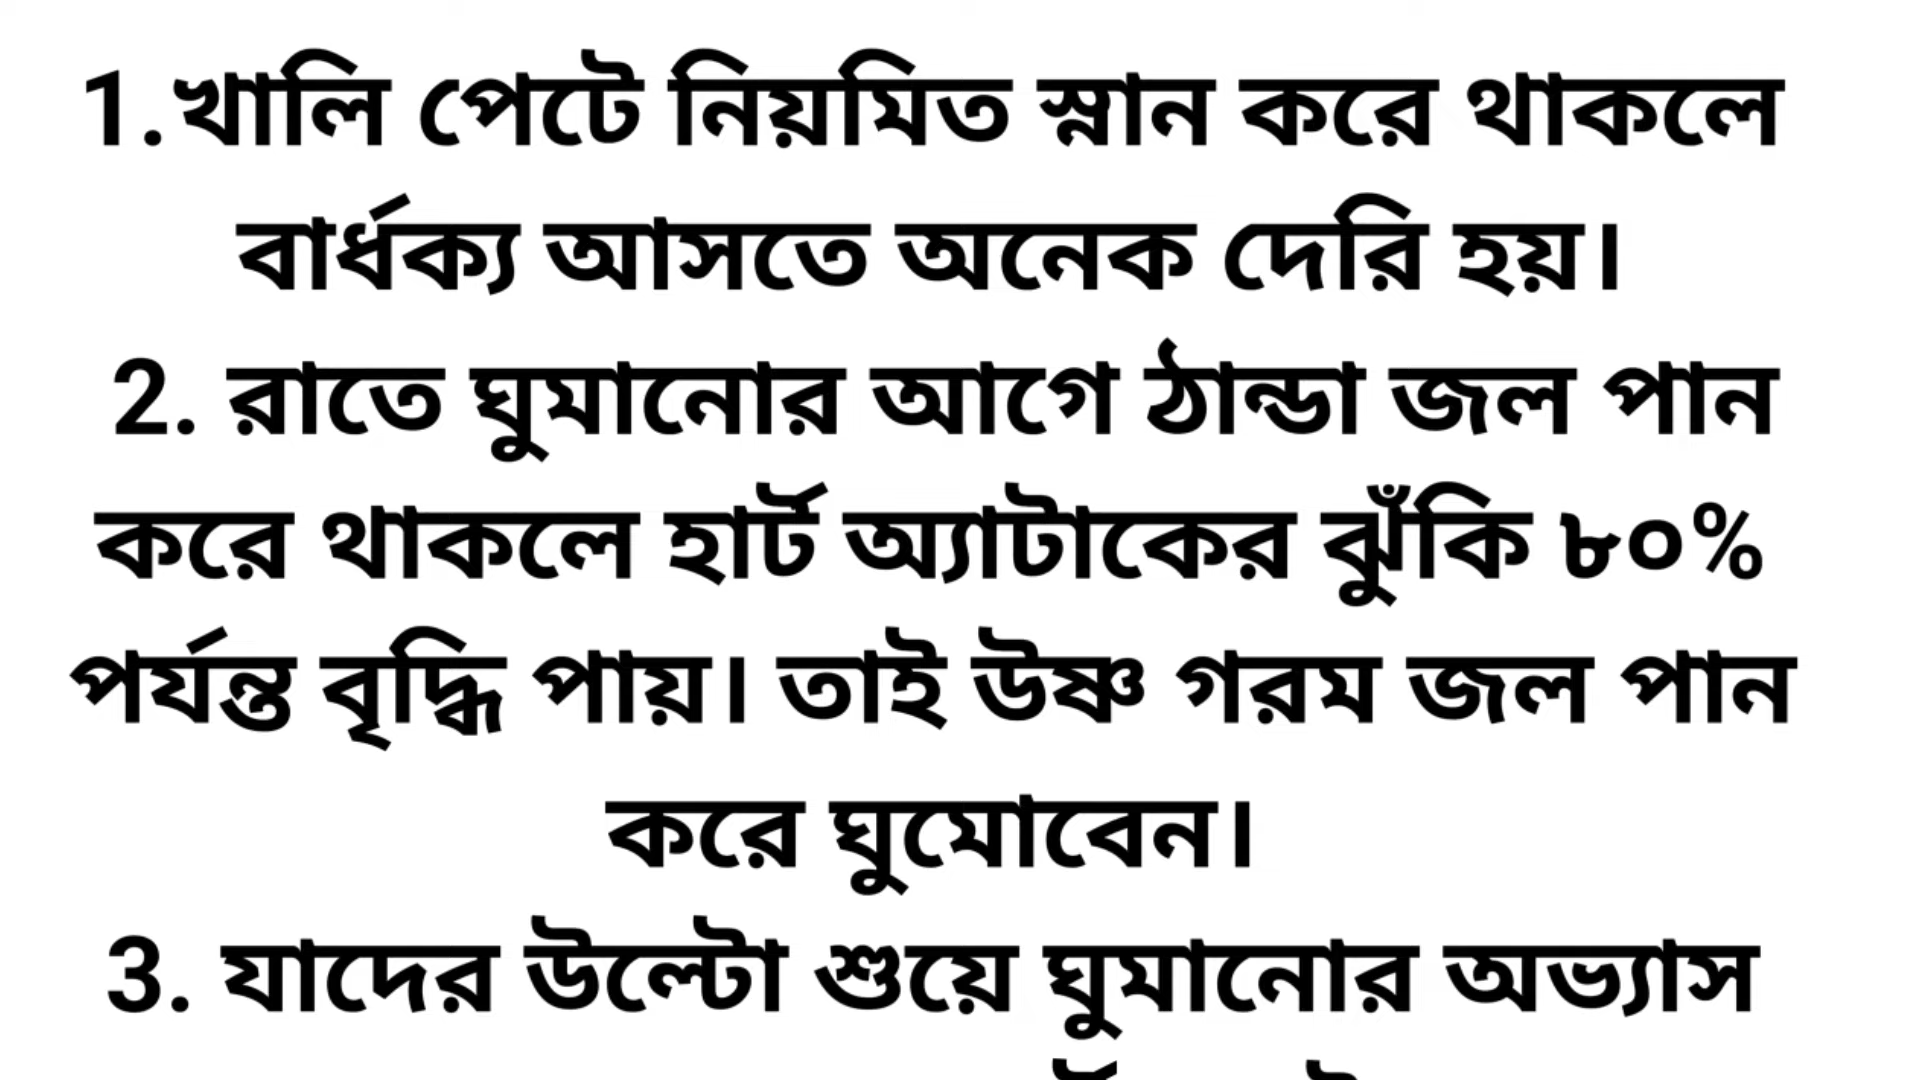 1.খালি পেটে নিয়মিত স্নান করে থাকলে
বার্ধক্য আসতে অনেক দেরি হয়।
2. রাতে ঘুমানোর আগে ঠান্ডা জল পান
করে থাকলে হার্ট অ্যাটাকের ঝুঁকি ৮০%
পর্যন্ত বৃদ্ধি পায়। তাই উষ্ণ গরম জল পান
করে ঘুমোবেন।
3. যাদের উল্টো শুয়ে ঘুমানোর অভ্যাস